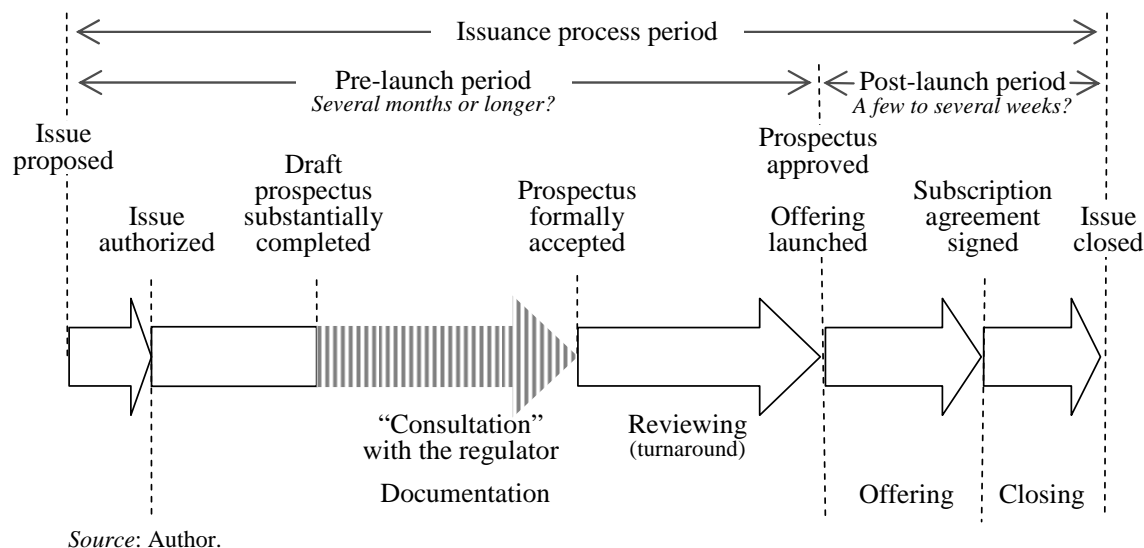 Issuance process period
Pre-launch period
Several months or longer?
Post-launch period
A few to several weeks?
Issue
proposed
Prospectus
approved
Draft
prospectus
substantially
completed
Issue
authorized
Prospectus
formally
accepted
Offering
launched
Subscription
agreement
signed
Issue
closed
“Consultation”
with the regulator
Reviewing
(turnaround)
Documentation
Offering
Closing
Source: Author.